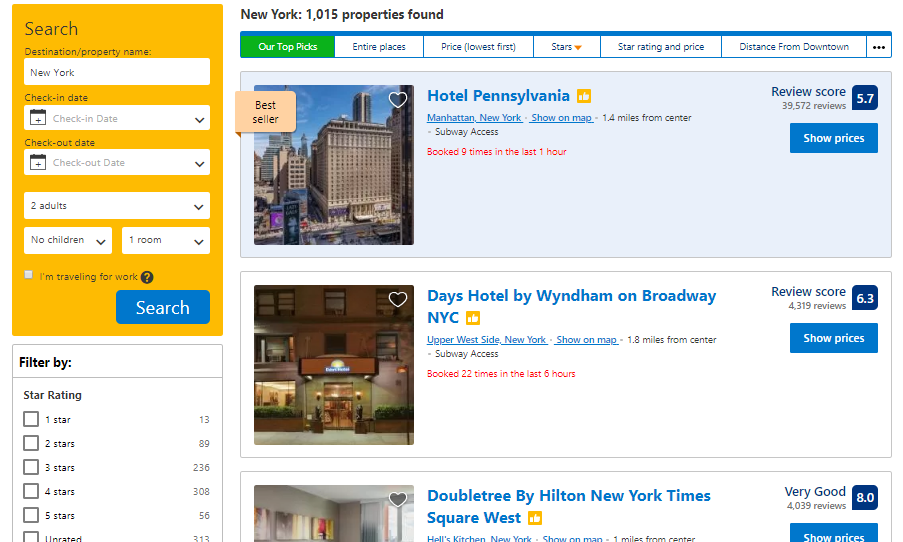 Search
Destination/property name:
New York
Check-in date
Check-in Date
Check-out date
Check-out Date
2 adults
No children
1 room
I'm traveling for work
Search
Filter by:
Star Rating
1 star 13
2 stars 89
3 stars 236
4 stars 308
5 stars 56
Unrated 313
New York: 1,015 properties found
Our Top Picks
Entire places
Price (lowest first)
Stars
Star rating and price
Distance From Downtown
•••
Best
seller
Hotel Pennsylvania
Manhattan, New York - Show on map - 1.4 miles from center
- Subway Access
Booked 9 times in the last 1 hour
Review score 5.7
39,572 reviews
Show prices
Days Hotel by Wyndham on Broadway
NYC
Upper West Side, New York - Show on map - 1.8 miles from center
- Subway Access
Booked 22 times in the last 6 hours
Review score 6.3
4,319 reviews
Show prices
Days Hotel
Doubletree By Hilton New York Times
Square West
Hell's Kitchen, New York - Show on map - 1 miles from center
Very Good 8.0
4,039 reviews
Show prices